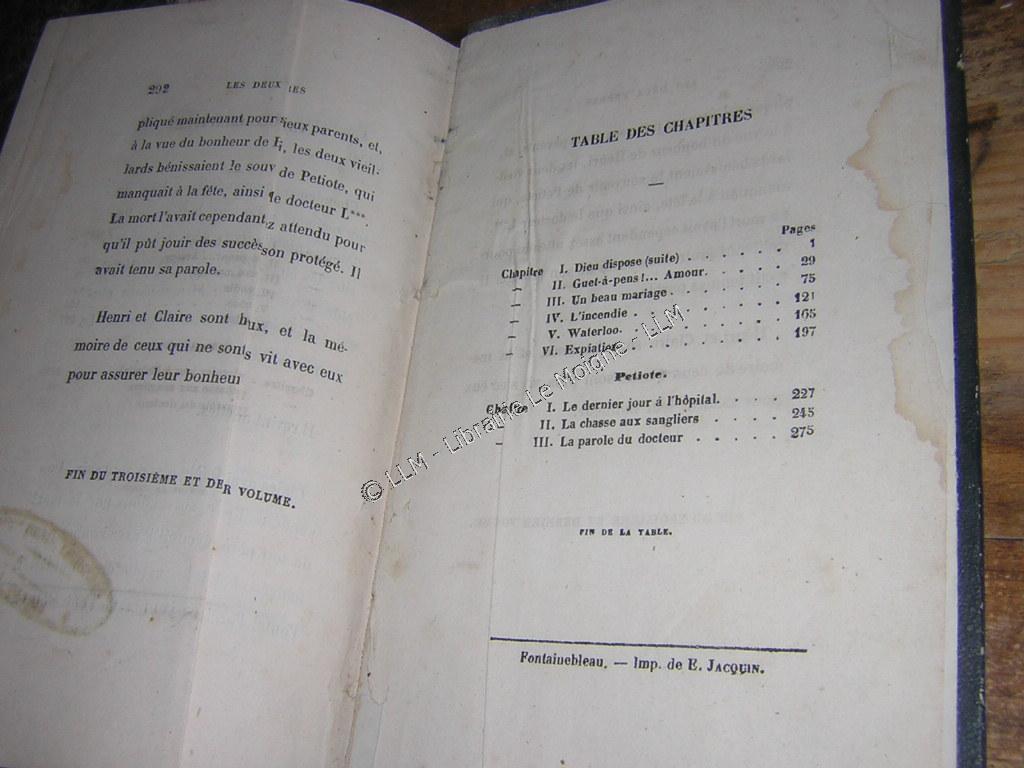 292 LES DEUX
pliqué maintenant pour ieux parents, et,
à la vue du bonheur de les deux vieil-
lards bénissaient le souv de Petiote, qui
manquait à la fête, ainsi e docteur L***
La mort l'avait cependant z attendu pour
qu'il pût jouir des succès son protégé. Il
avait tenu sa parole.
Henri et Claire sont h ux, et la mé-
moire de ceux qui ne sont s vit avec eux
pour assurer leur bonheur
FIN DU TROISIÈME ET DER VOLUME.
TABLE DES CHAPITRES
Pages
Chapitre I. Dieu dispose (suite) . . . . . . 1
— II. Guet-à-pens!... Amour. . . . . . 29
— III. Un beau mariage . . . . . . . 75
— IV. L'incendie . . . . . . . . 121
— V. Waterloo. . . . . . . . . 165
— VI. Expiation . . . . . . . . 197
Petiote.
Chapitre I. Le dernier jour à l'hôpital. . . . . 227
— II. La chasse aux sangliers . . . . . 245
— III. La parole du docteur . . . . . 275
FIN DE LA TABLE.
Fontainebleau. — Imp. de E. JACQUIN.
© LLM - Librairie Le Moigne - LLM